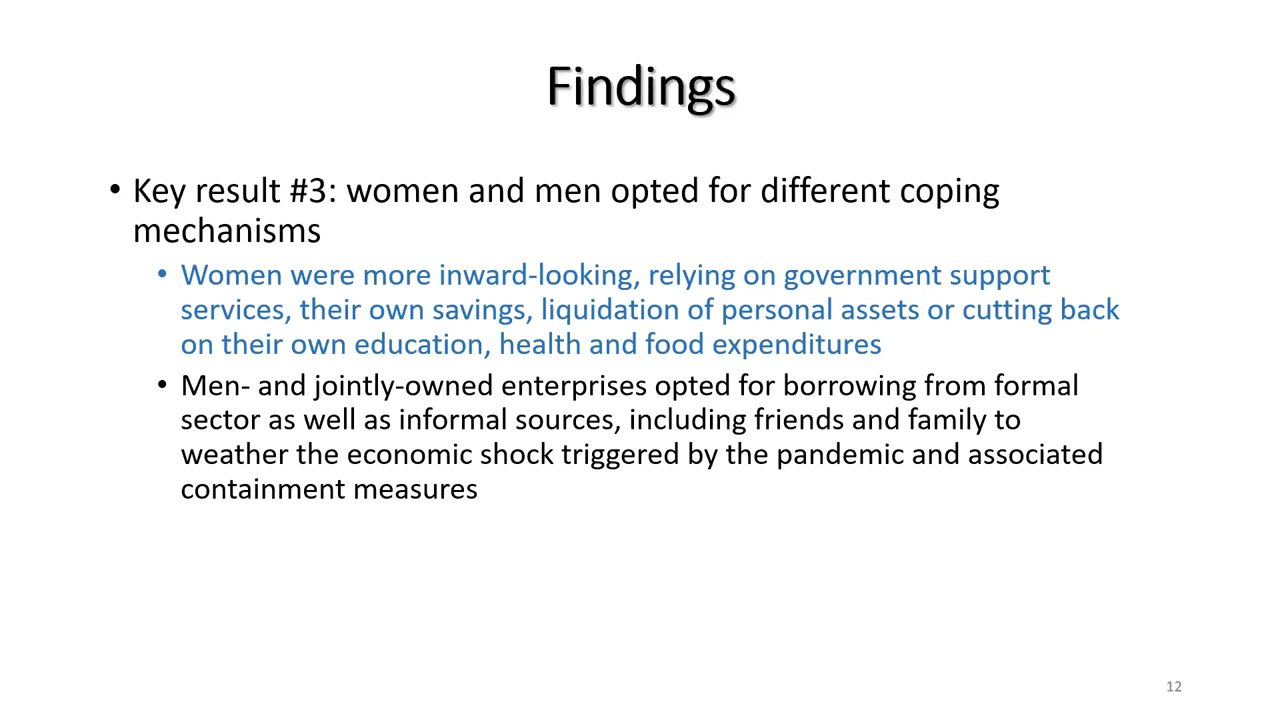 Findings
• Key result #3: women and men opted for different coping
mechanisms
• Women were more inward-looking, relying on government support
services, their own savings, liquidation of personal assets or cutting back
on their own education, health and food expenditures
• Men- and jointly-owned enterprises opted for borrowing from formal
sector as well as informal sources, including friends and family to
weather the economic shock triggered by the pandemic and associated
containment measures
12